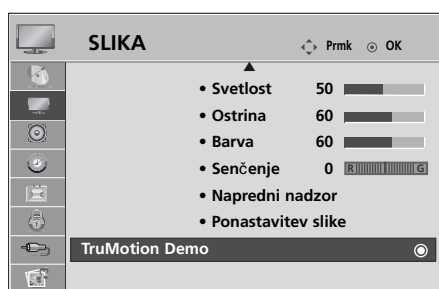 SLIKA Prmk OK
• Svetlost 50
• Ostrina 60
• Barva 60
• Senčenje 0 R G
• Napredni nadzor
• Ponastavitev slike
TruMotion Demo